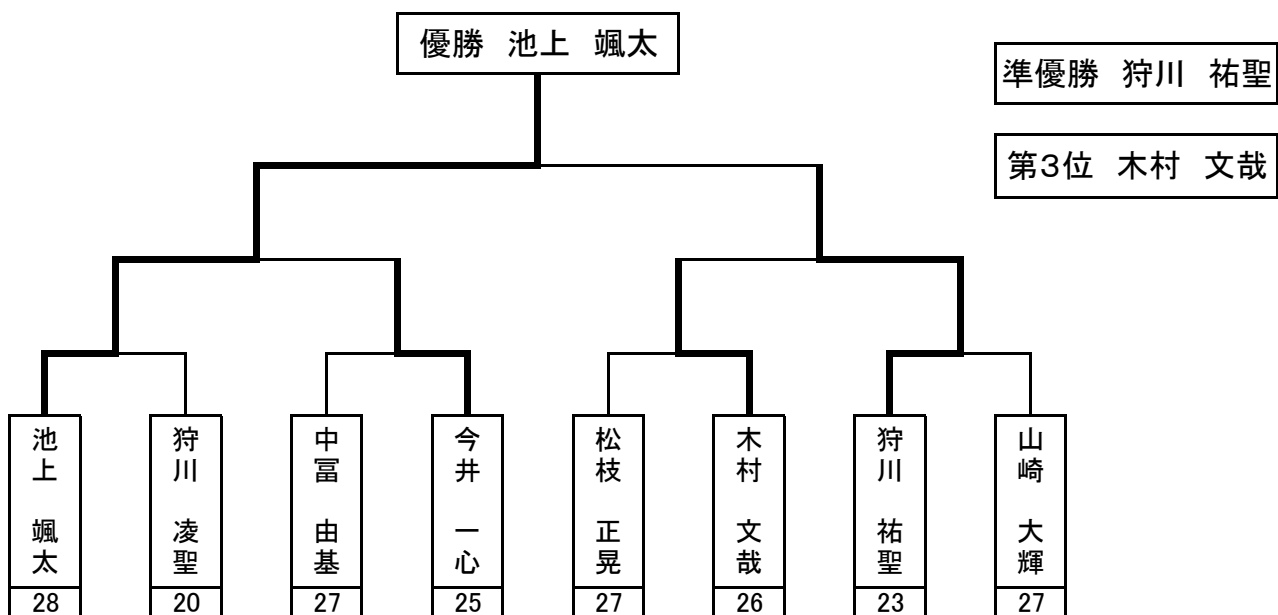 優勝　池上　颯太
準優勝　狩川　祐聖
第３位　木村　文哉
池上　颯太
狩川　凌聖
中冨　由基
今井　一心
松枝　正晃
木村　文哉
狩川　祐聖
山崎　大輝
28
20
27
25
27
26
23
27